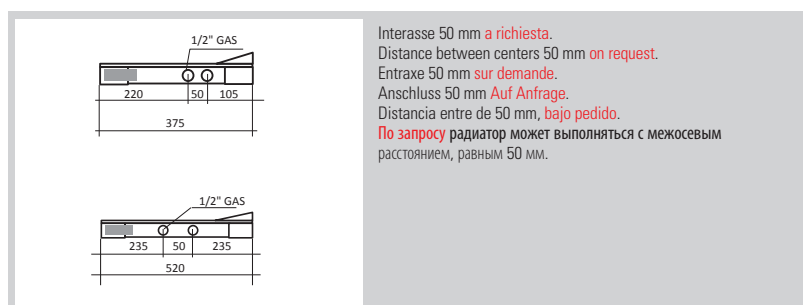 1/2" GAS
220 50 105
375
1/2" GAS
235 50 235
520
Interasse 50 mm a richiesta.
Distance between centers 50 mm on request.
Entraxe 50 mm sur demande.
Anschluss 50 mm Auf Anfrage.
Distancia entre de 50 mm, bajo pedido.
По запросу радиатор может выполняться с межосевым
расстоянием, равным 50 мм.